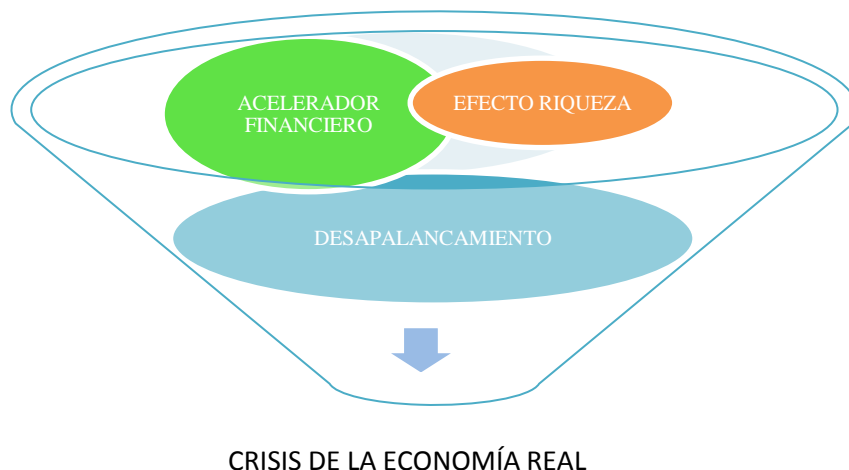 ACELERADOR
FINANCIERO
EFECTO RIQUEZA
DESAPALANCAMIENTO
CRISIS DE LA ECONOMÍA REAL